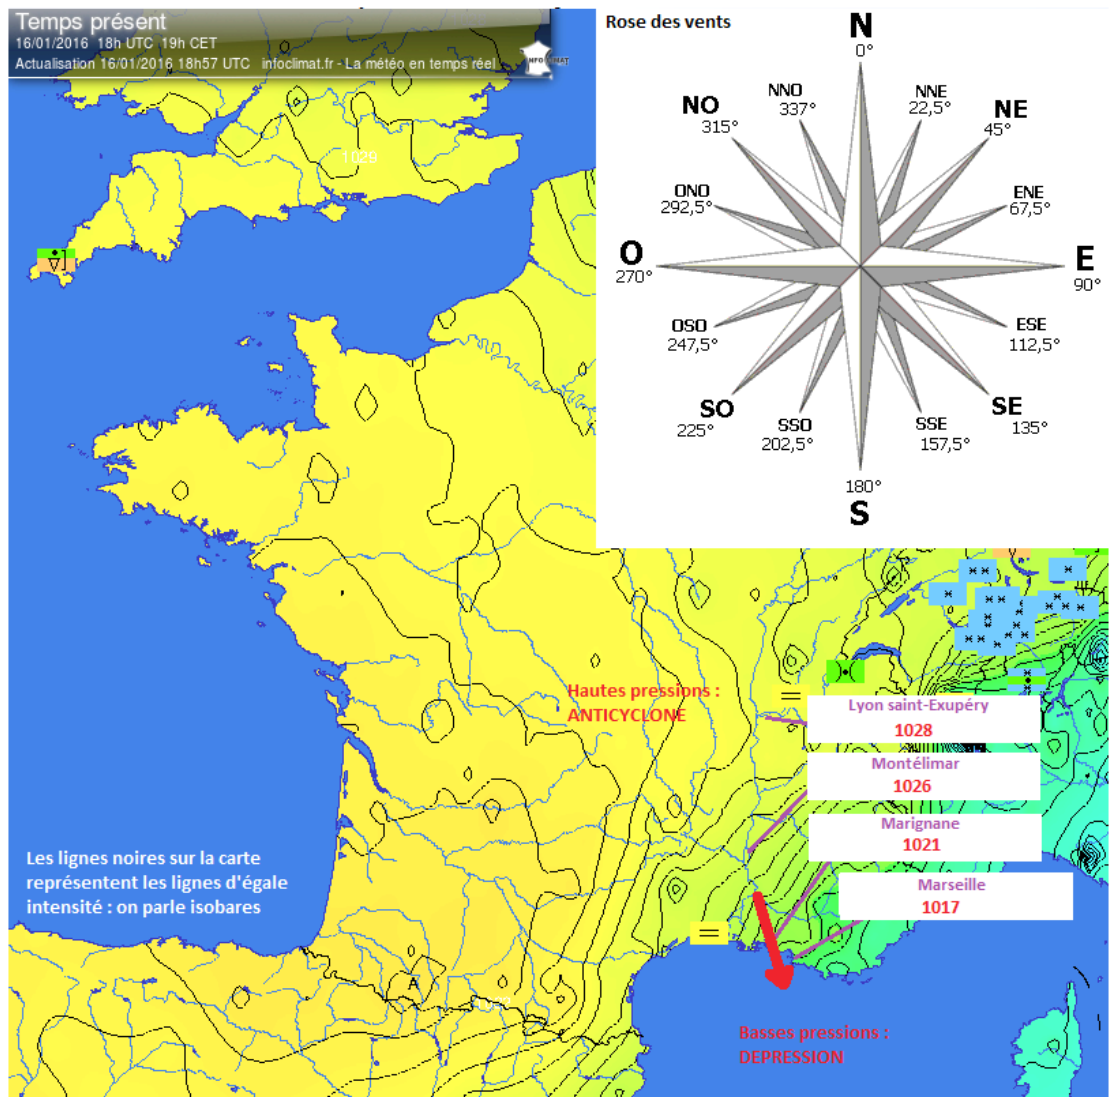 Temps présent
16/01/2016 18h UTC 19h CET
Actualisation 16/01/2016 18h57 UTC infoclimat.fr - La météo en temps réel
INFOCLIMAT
Rose des vents
N
0°
NNO
337°
NNE
22,5°
NO
315°
NE
45°
ONO
292,5°
ENE
67,5°
O
270°
E
90°
OSO
247,5°
ESE
112,5°
SO
225°
SE
135°
SSO
202,5°
SSE
157,5°
180°
S
1029
Hautes pressions :
ANTICYCLONE
Lyon saint-Exupéry
1028
Montélimar
1026
Marignane
1021
Marseille
1017
Les lignes noires sur la carte
représentent les lignes d'égale
intensité : on parle isobares
A
Basses pressions :
DEPRESSION